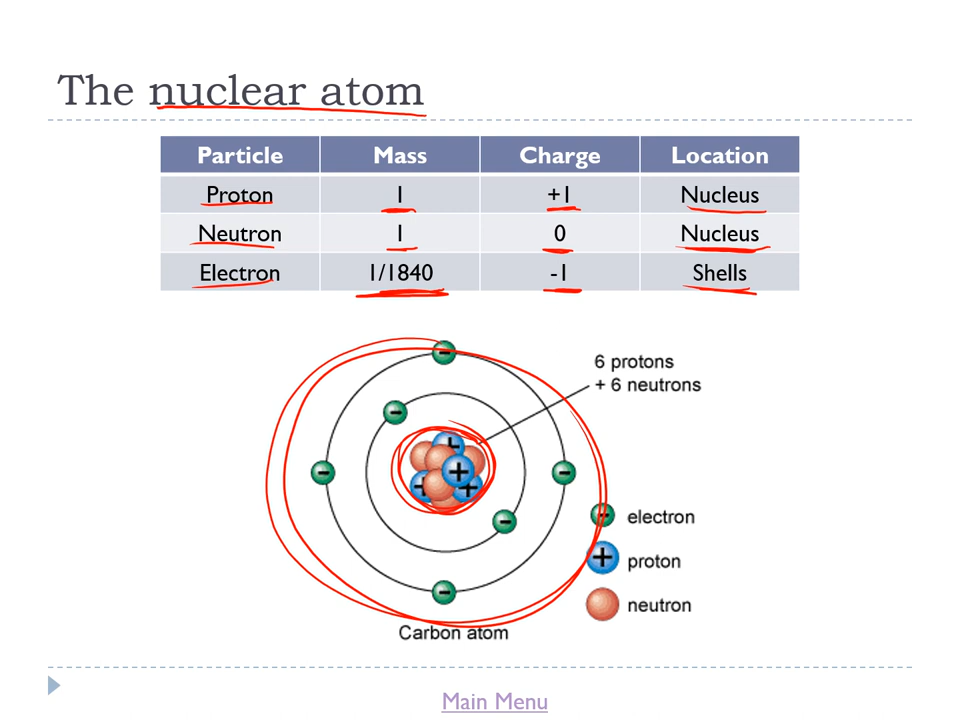 The nuclear atom
Particle Mass Charge Location
Proton 1 +1 Nucleus
Neutron 1 0 Nucleus
Electron 1/1840 -1 Shells
6 protons
+ 6 neutrons
electron
proton
neutron
Carbon atom
Main Menu